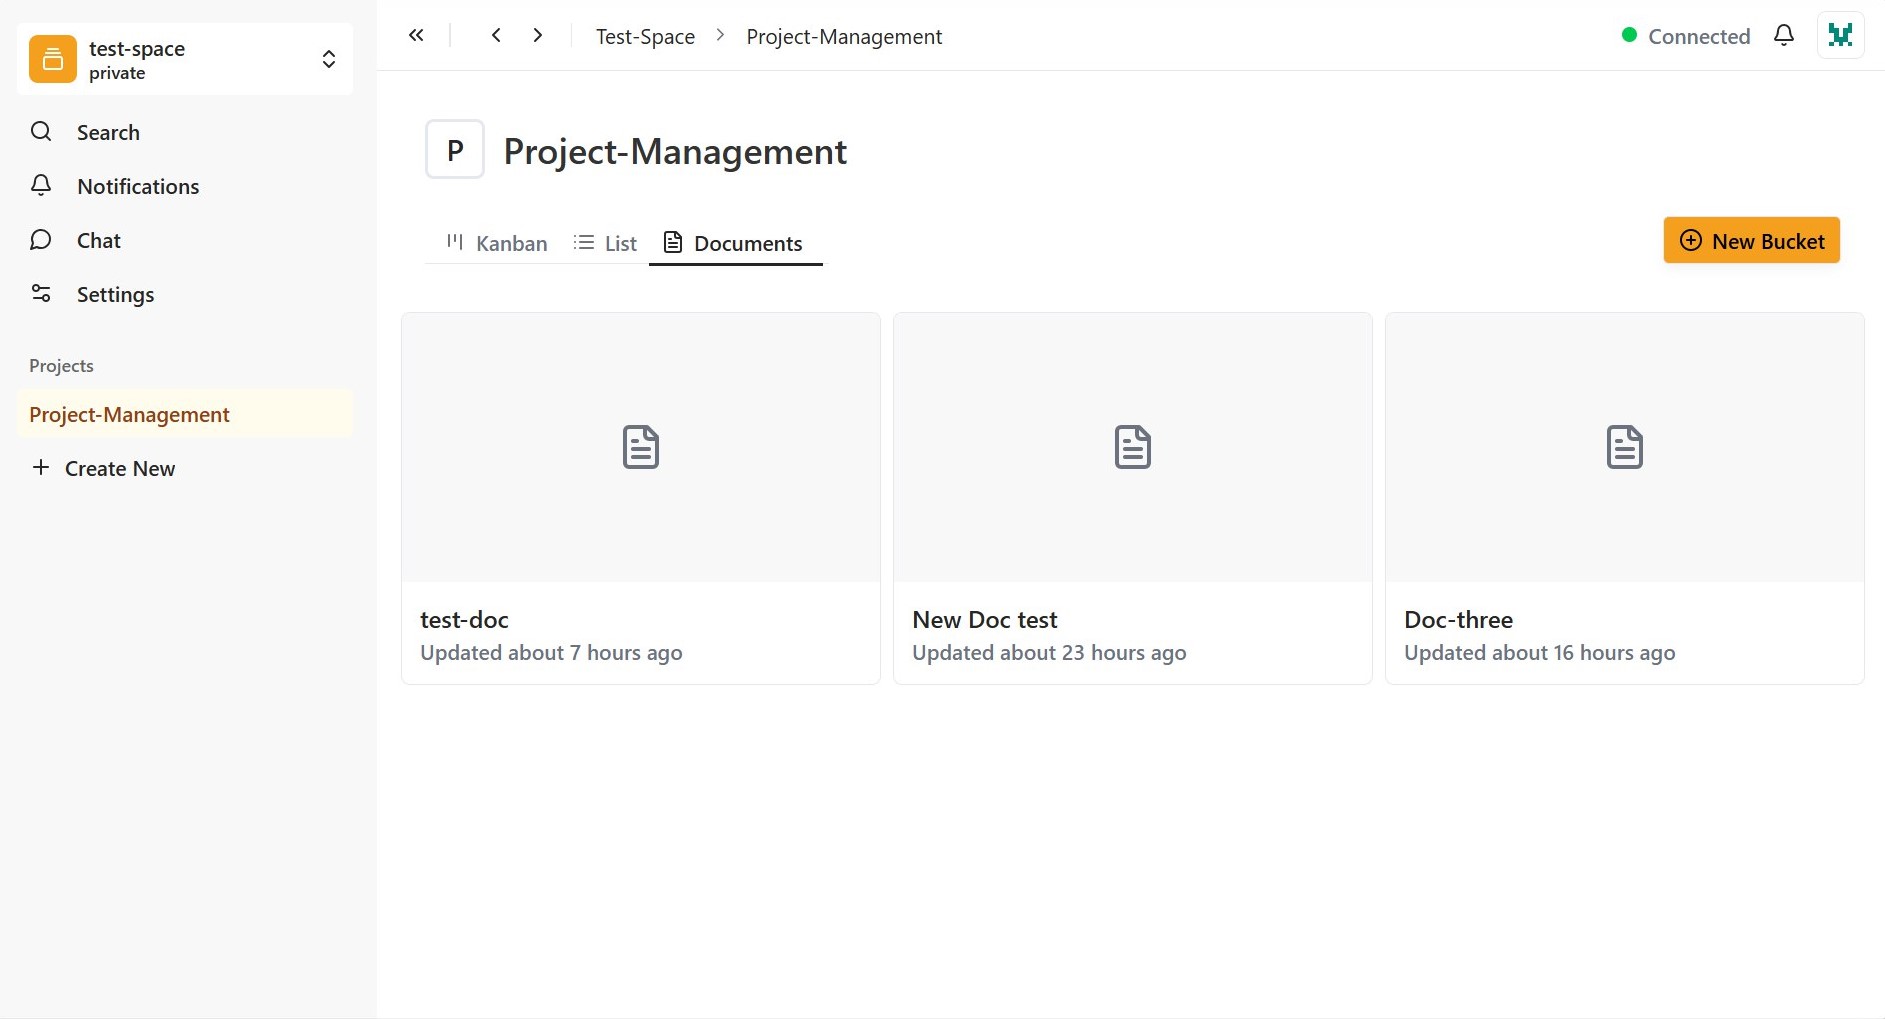 test-space
private
Search
Notifications
Chat
Settings
Projects
Project-Management
Create New
Test-Space
Project-Management
Connected
P
Project-Management
Kanban
List
Documents
New Bucket
test-doc
Updated about 7 hours ago
New Doc test
Updated about 23 hours ago
Doc-three
Updated about 16 hours ago